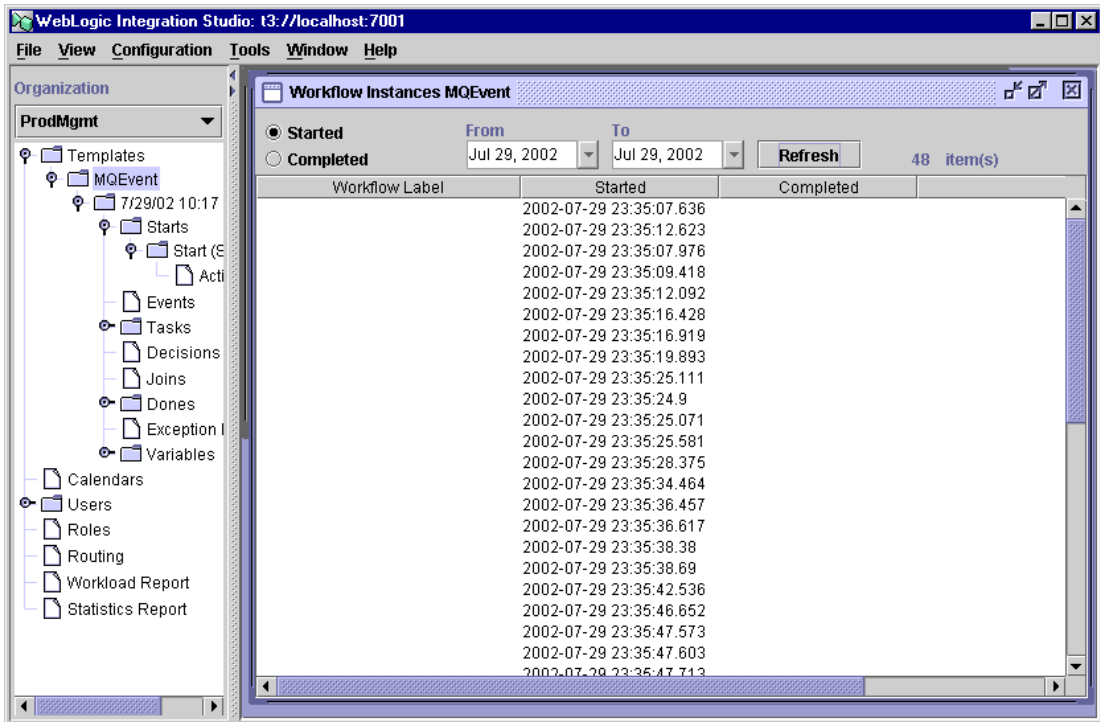 WebLogic Integration Studio: t3://localhost:7001
File View Configuration Tools Window Help
Organization
ProdMgmt
Templates
MQEvent
7/29/02 10:17
Starts
Start (S
Acti
Events
Tasks
Decisions
Joins
Dones
Exception
Variables
Calendars
Users
Roles
Routing
Workload Report
Statistics Report
Workflow Instances MQEvent
Started
Completed
From To
Jul 29, 2002 Jul 29, 2002 Refresh 48 item(s)
Workflow Label Started Completed
2002-07-29 23:35:07.636
2002-07-29 23:35:12.623
2002-07-29 23:35:07.976
2002-07-29 23:35:09.418
2002-07-29 23:35:12.092
2002-07-29 23:35:16.428
2002-07-29 23:35:16.919
2002-07-29 23:35:19.893
2002-07-29 23:35:25.111
2002-07-29 23:35:24.9
2002-07-29 23:35:25.071
2002-07-29 23:35:25.581
2002-07-29 23:35:28.375
2002-07-29 23:35:34.464
2002-07-29 23:35:36.457
2002-07-29 23:35:36.617
2002-07-29 23:35:38.38
2002-07-29 23:35:38.69
2002-07-29 23:35:42.536
2002-07-29 23:35:46.652
2002-07-29 23:35:47.573
2002-07-29 23:35:47.603
2002-07-29 23:35:47.713